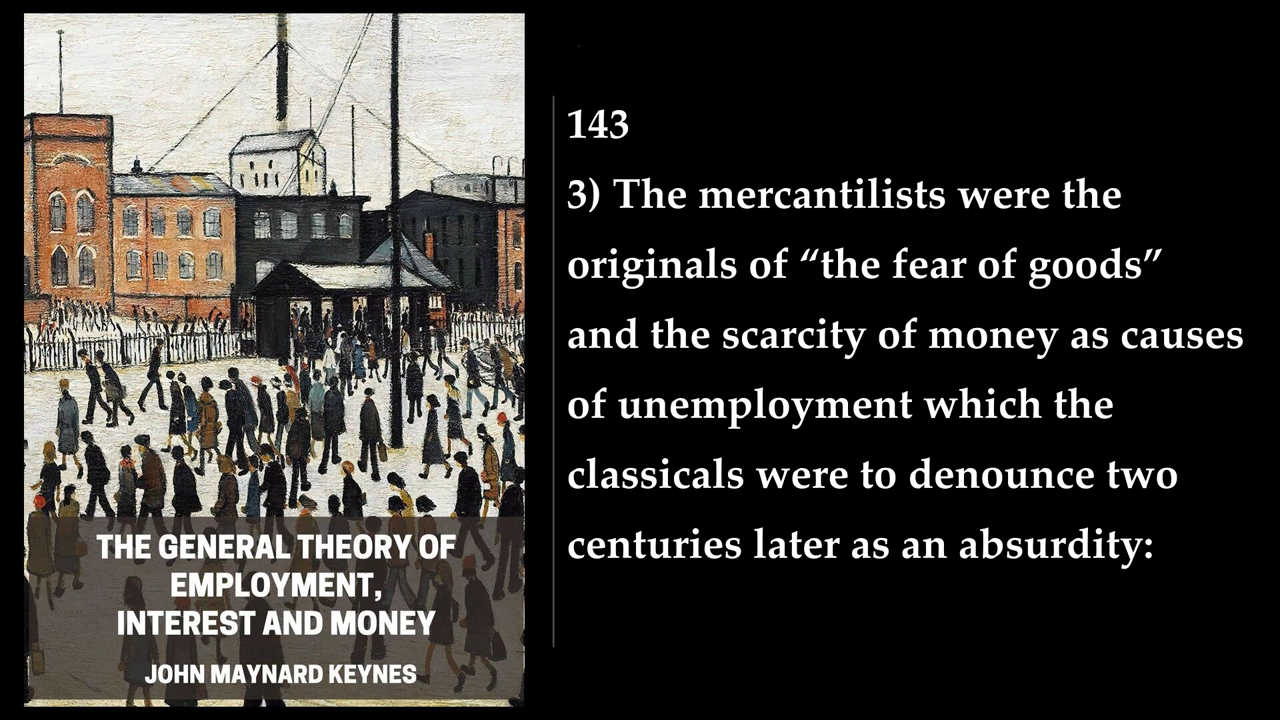 THE GENERAL THEORY OF
EMPLOYMENT,
INTEREST AND MONEY
JOHN MAYNARD KEYNES
143
3) The mercantilists were the
originals of “the fear of goods”
and the scarcity of money as causes
of unemployment which the
classicals were to denounce two
centuries later as an absurdity: